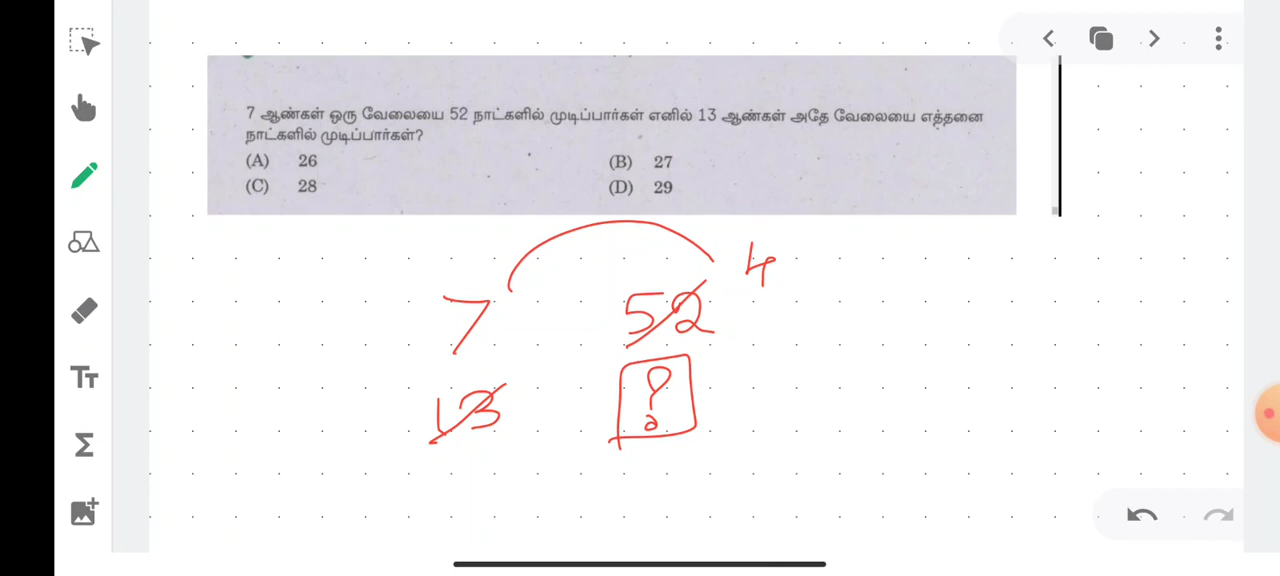 7 ஆண்கள் ஒரு வேலையை 52 நாட்களில் முடிப்பார்கள் எனில் 13 ஆண்கள் அதே வேலையை எத்தனை
நாட்களில் முடிப்பார்கள்?
(A) 26 (B) 27
(C) 28 (D) 29
4
7 52
13 ?
Tт
Σ